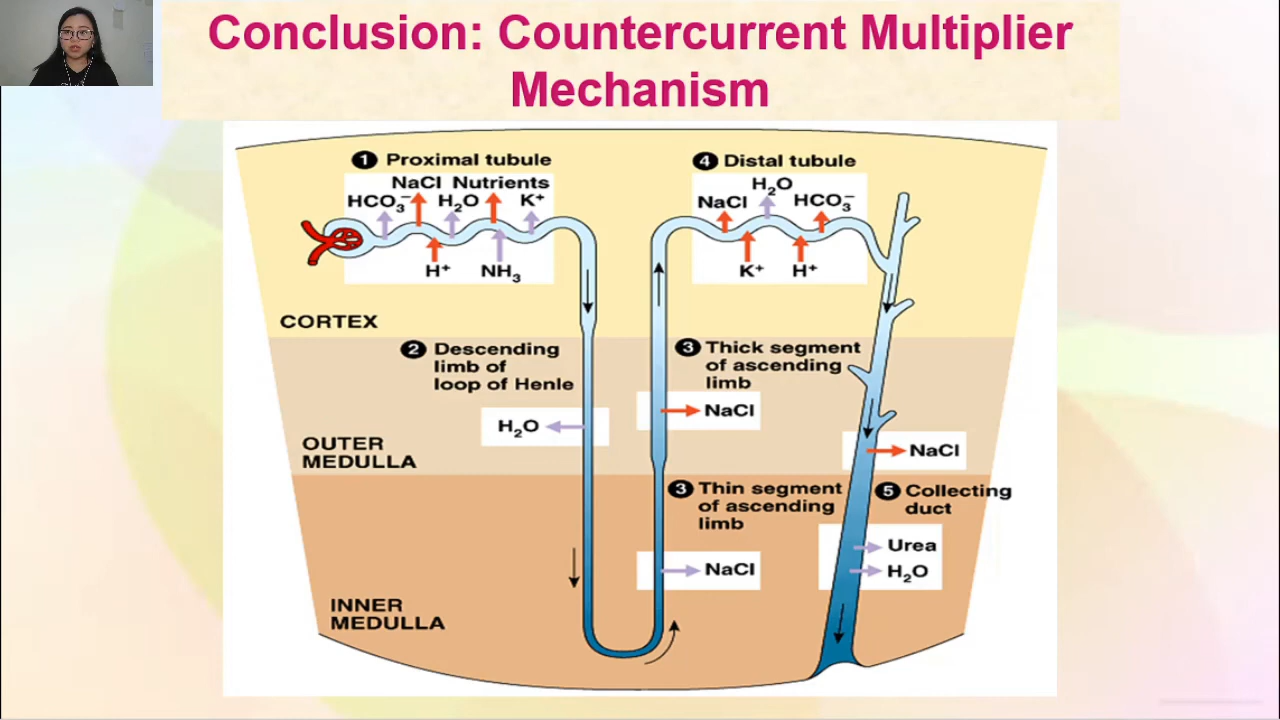 Conclusion: Countercurrent Multiplier
Mechanism
1 Proximal tubule
NaCl Nutrients
HCO₃⁻ H₂O K⁺
H⁺ NH₃
4 Distal tubule
H₂O
NaCl HCO₃⁻
K⁺ H⁺
CORTEX
2 Descending
limb of
loop of Henle
3 Thick segment
of ascending
limb
NaCl
H₂O
OUTER
MEDULLA
NaCl
3 Thin segment
of ascending
limb
5 Collecting
duct
Urea
NaCl
H₂O
INNER
MEDULLA